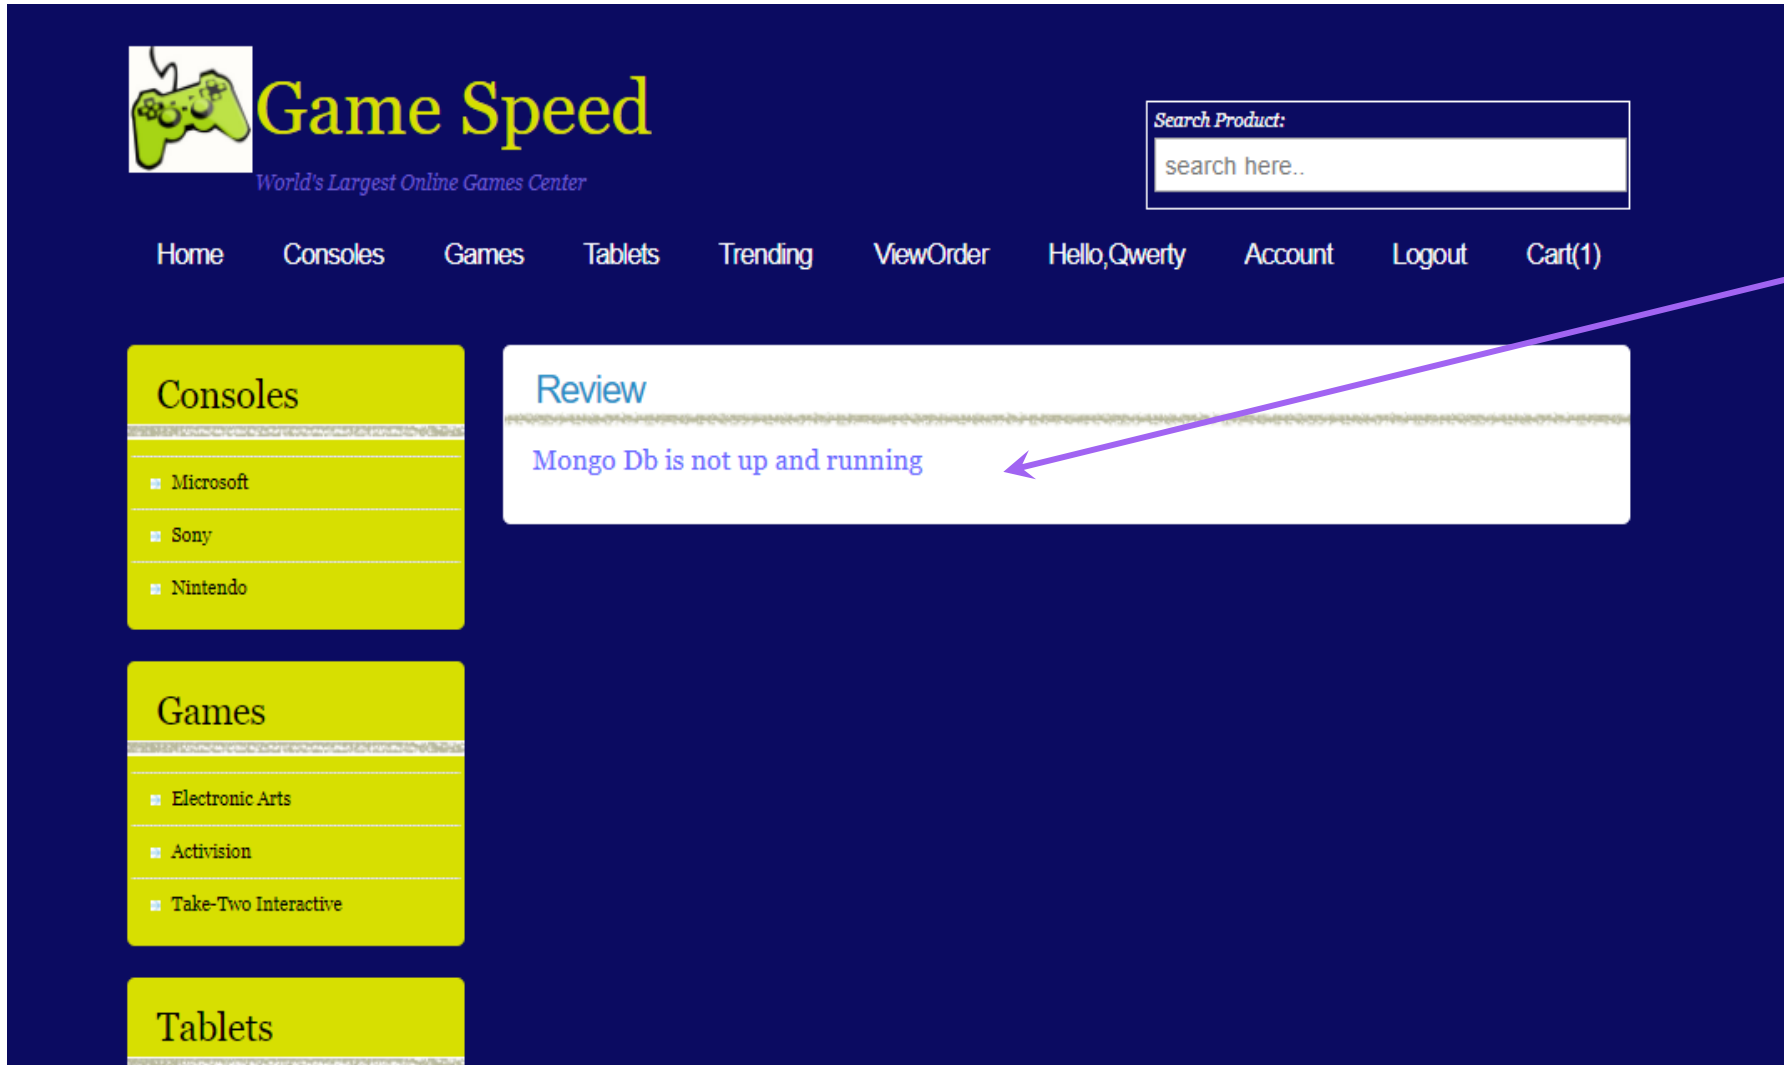 Game Speed
World's Largest Online Games Center
Search Product:
search here..
Home Consoles Games Tablets Trending ViewOrder Hello,Qwerty Account Logout Cart(1)
Consoles
Microsoft
Sony
Nintendo
Review
Mongo Db is not up and running
Games
Electronic Arts
Activision
Take-Two Interactive
Tablets